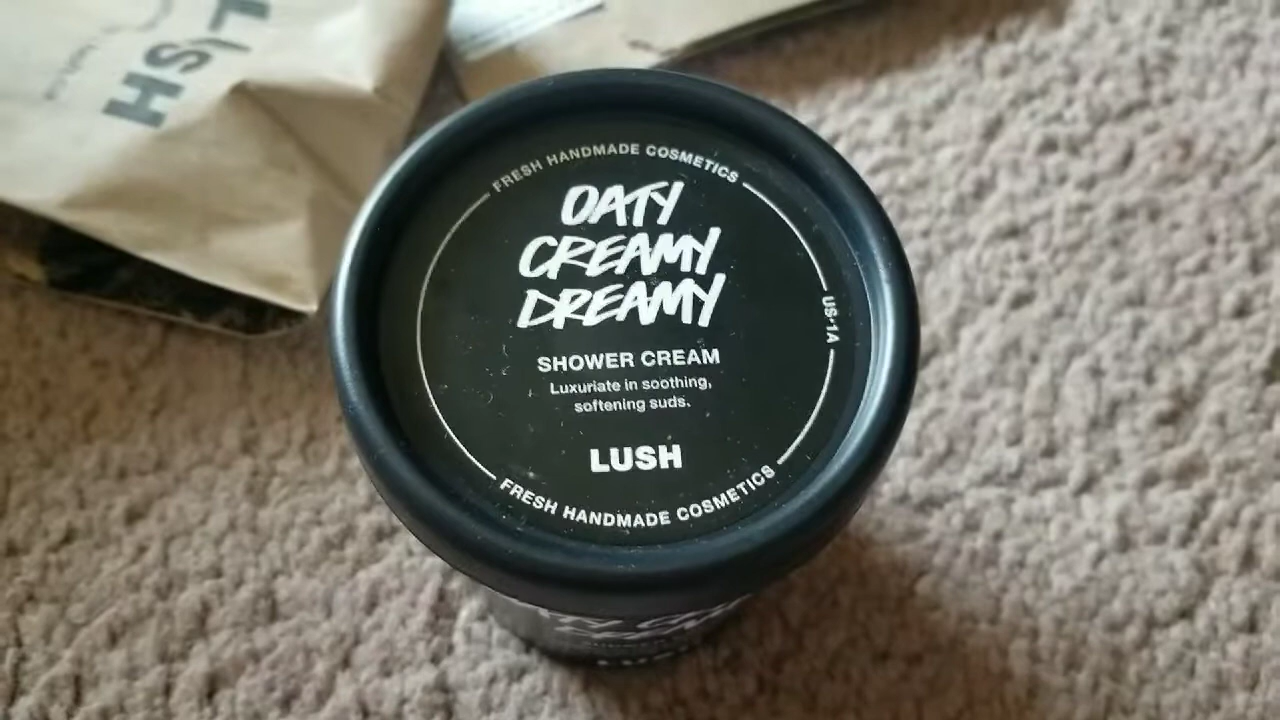 LUSH
FRESH HANDMADE COSMETICS
OATY
CREAMY
DREAMY
US-1A
SHOWER CREAM
Luxuriate in soothing,
softening suds.
LUSH
FRESH HANDMADE COSMETICS